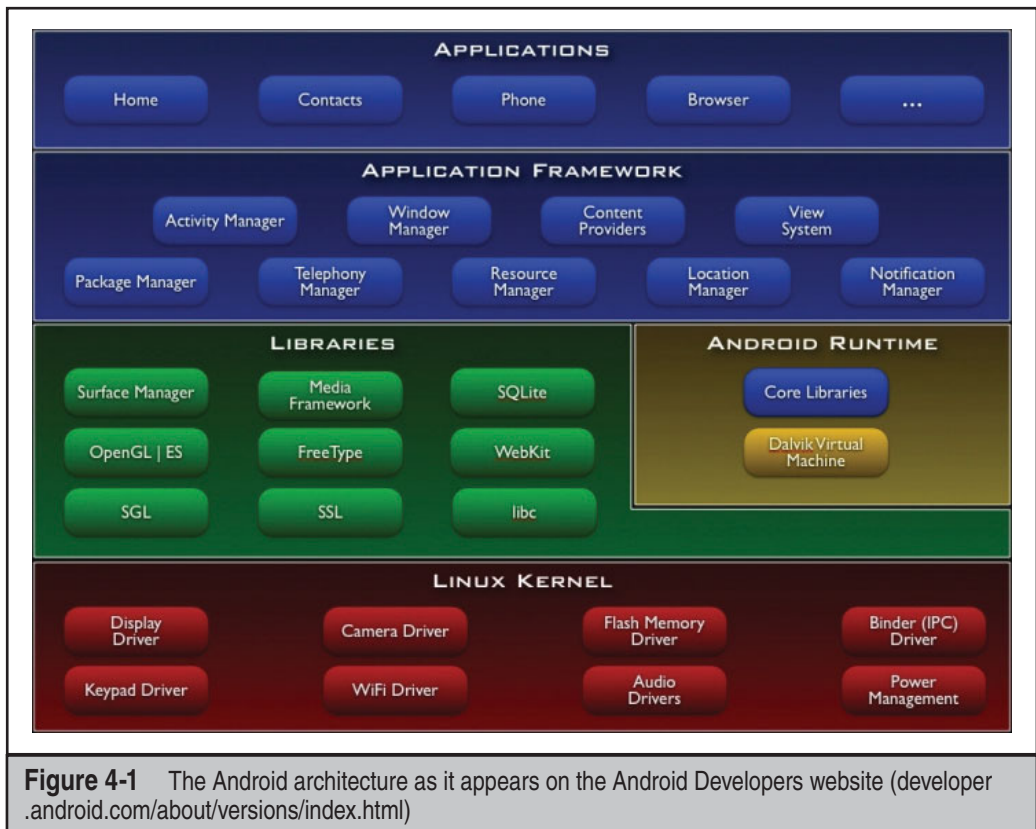 APPLICATIONS
Home
Contacts
Phone
Browser
...
APPLICATION FRAMEWORK
Activity Manager
Window
Manager
Content
Providers
View
System
Package Manager
Telephony
Manager
Resource
Manager
Location
Manager
Notification
Manager
LIBRARIES
Surface Manager
Media
Framework
SQLite
OpenGL | ES
FreeType
WebKit
SGL
SSL
libc
ANDROID RUNTIME
Core Libraries
Dalvik Virtual
Machine
LINUX KERNEL
Display
Driver
Camera Driver
Flash Memory
Driver
Binder (IPC)
Driver
Keypad Driver
WiFi Driver
Audio
Drivers
Power
Management
Figure 4-1 The Android architecture as it appears on the Android Developers website (developer
.android.com/about/versions/index.html)